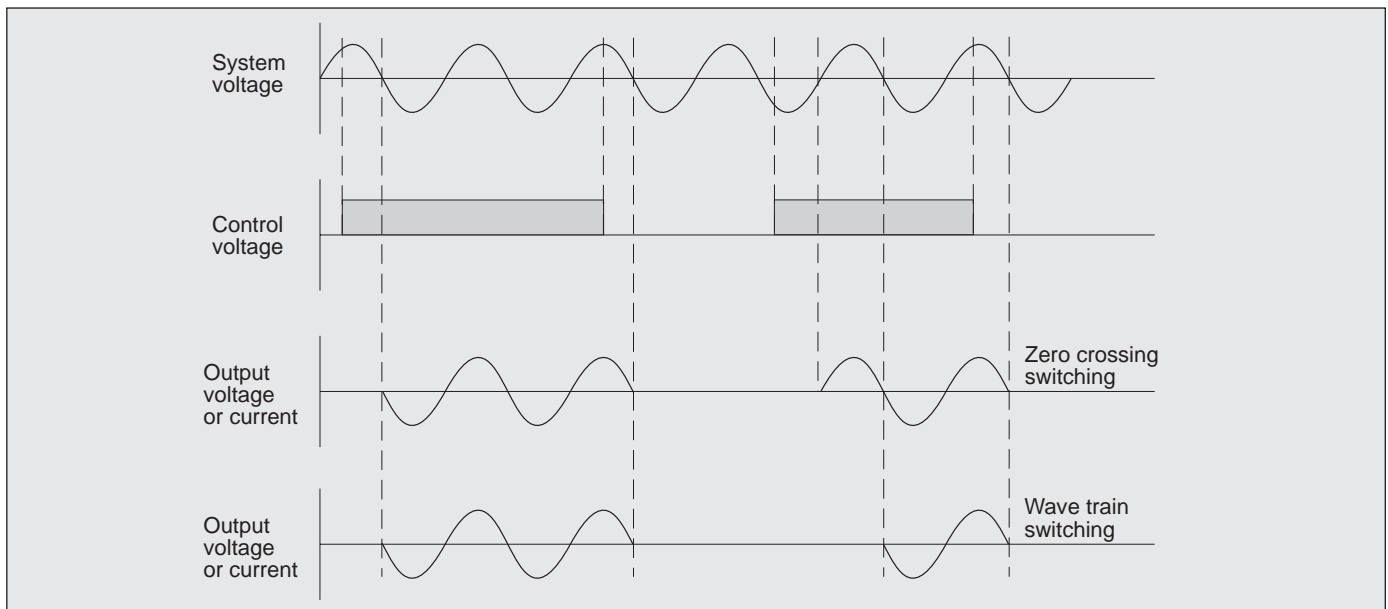 System
voltage
Control
voltage
Output
voltage
or current
Zero crossing
switching
Output
voltage
or current
Wave train
switching